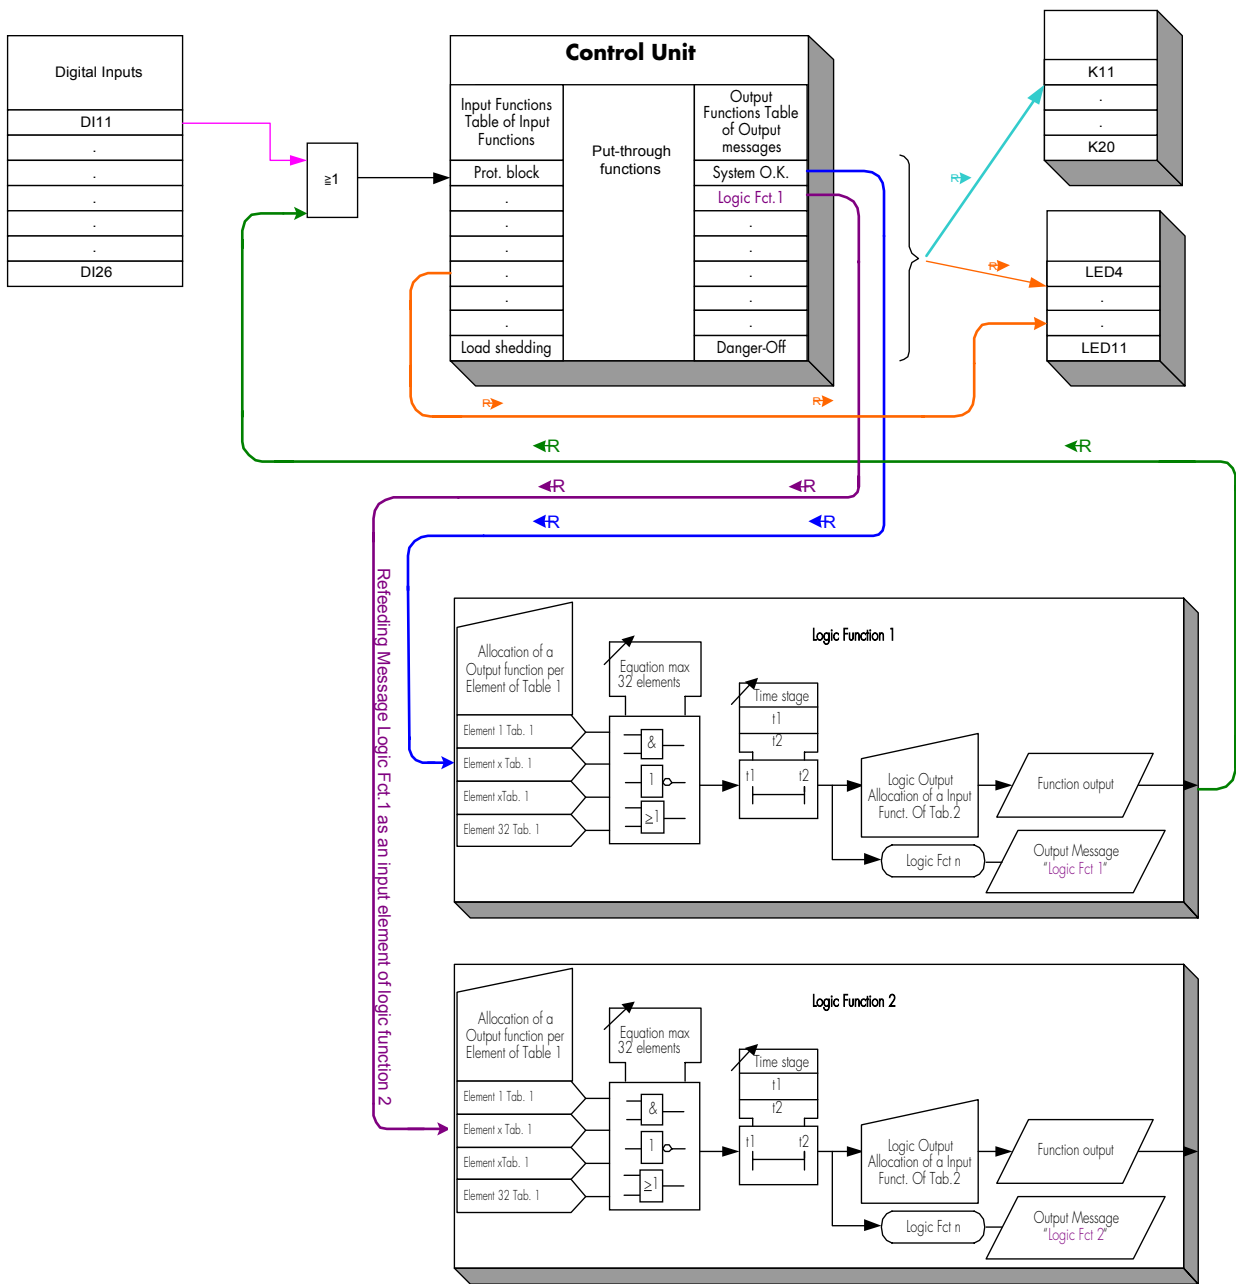 Digital Inputs
DI11
.
.
.
.
.
DI26
≧1
Control Unit
Input Functions
Table of Input
Functions
Prot. block
.
.
.
.
.
.
Load shedding
Put-through
functions
Output
Functions Table
of Output
messages
System O.K.
Logic Fct.1
.
.
.
.
.
Danger-Off
K11
.
.
K20
R
R
LED4
.
.
LED11
R
R
R
R
R
R
R
R
Refeeding Message Logic Fct.1 as an input element of logic function 2
Logic Function 1
Allocation of a
Output function per
Element of Table 1
Element 1 Tab. 1
Element x Tab. 1
Element xTab. 1
Element 32 Tab. 1
Equation max
32 elements
&
1
≥1
Time stage
t1
t2
t1 t2
Logic Output
Allocation of a Input
Funct. Of Tab.2
Function output
Logic Fct n
Output Message
"Logic Fct 1"
Logic Function 2
Allocation of a
Output function per
Element of Table 1
Element 1 Tab. 1
Element x Tab. 1
Element xTab. 1
Element 32 Tab. 1
Equation max
32 elements
&
1
≥1
Time stage
t1
t2
t1 t2
Logic Output
Allocation of a Input
Funct. Of Tab.2
Function output
Logic Fct n
Output Message
"Logic Fct 2"